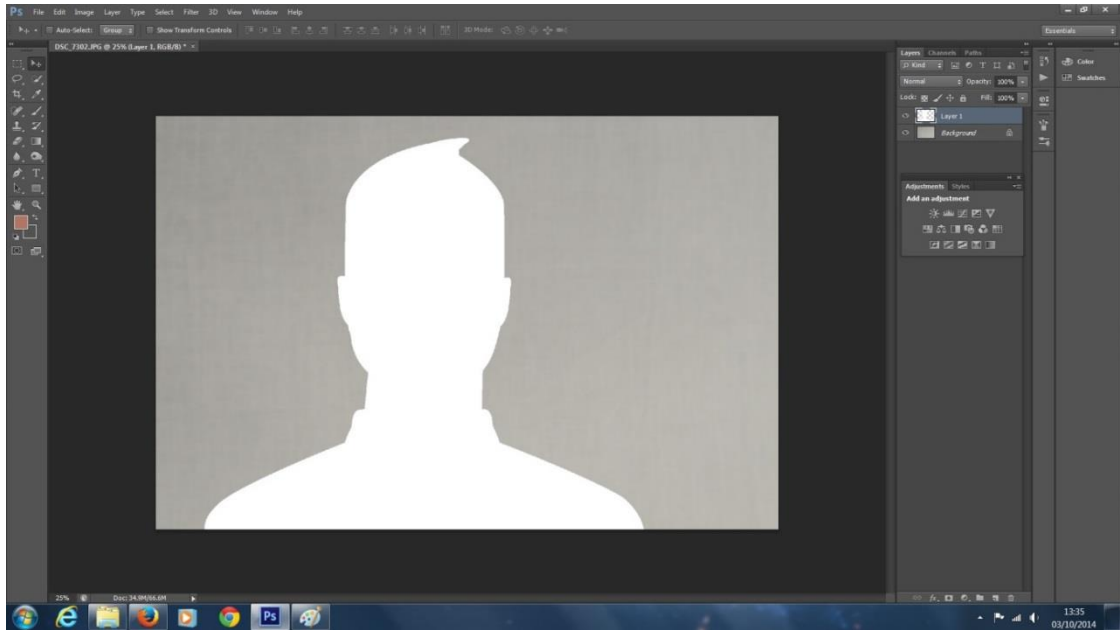 Ps File Edit Image Layer Type Select Filter 3D View Window Help
Auto-Select: Group Show Transform Controls 3D Mode: Essentials
DSC_7302.JPG @ 25% (Layer 1, RGB/8) * ×
Layers Channels Paths
Kind
Normal Opacity: 100%
Lock: Fill: 100%
Layer 1
Background
Color
Swatches
Adjustments Styles
Add an adjustment
25% Doc: 34.9M/66.6M
Ps
13:35
03/10/2014